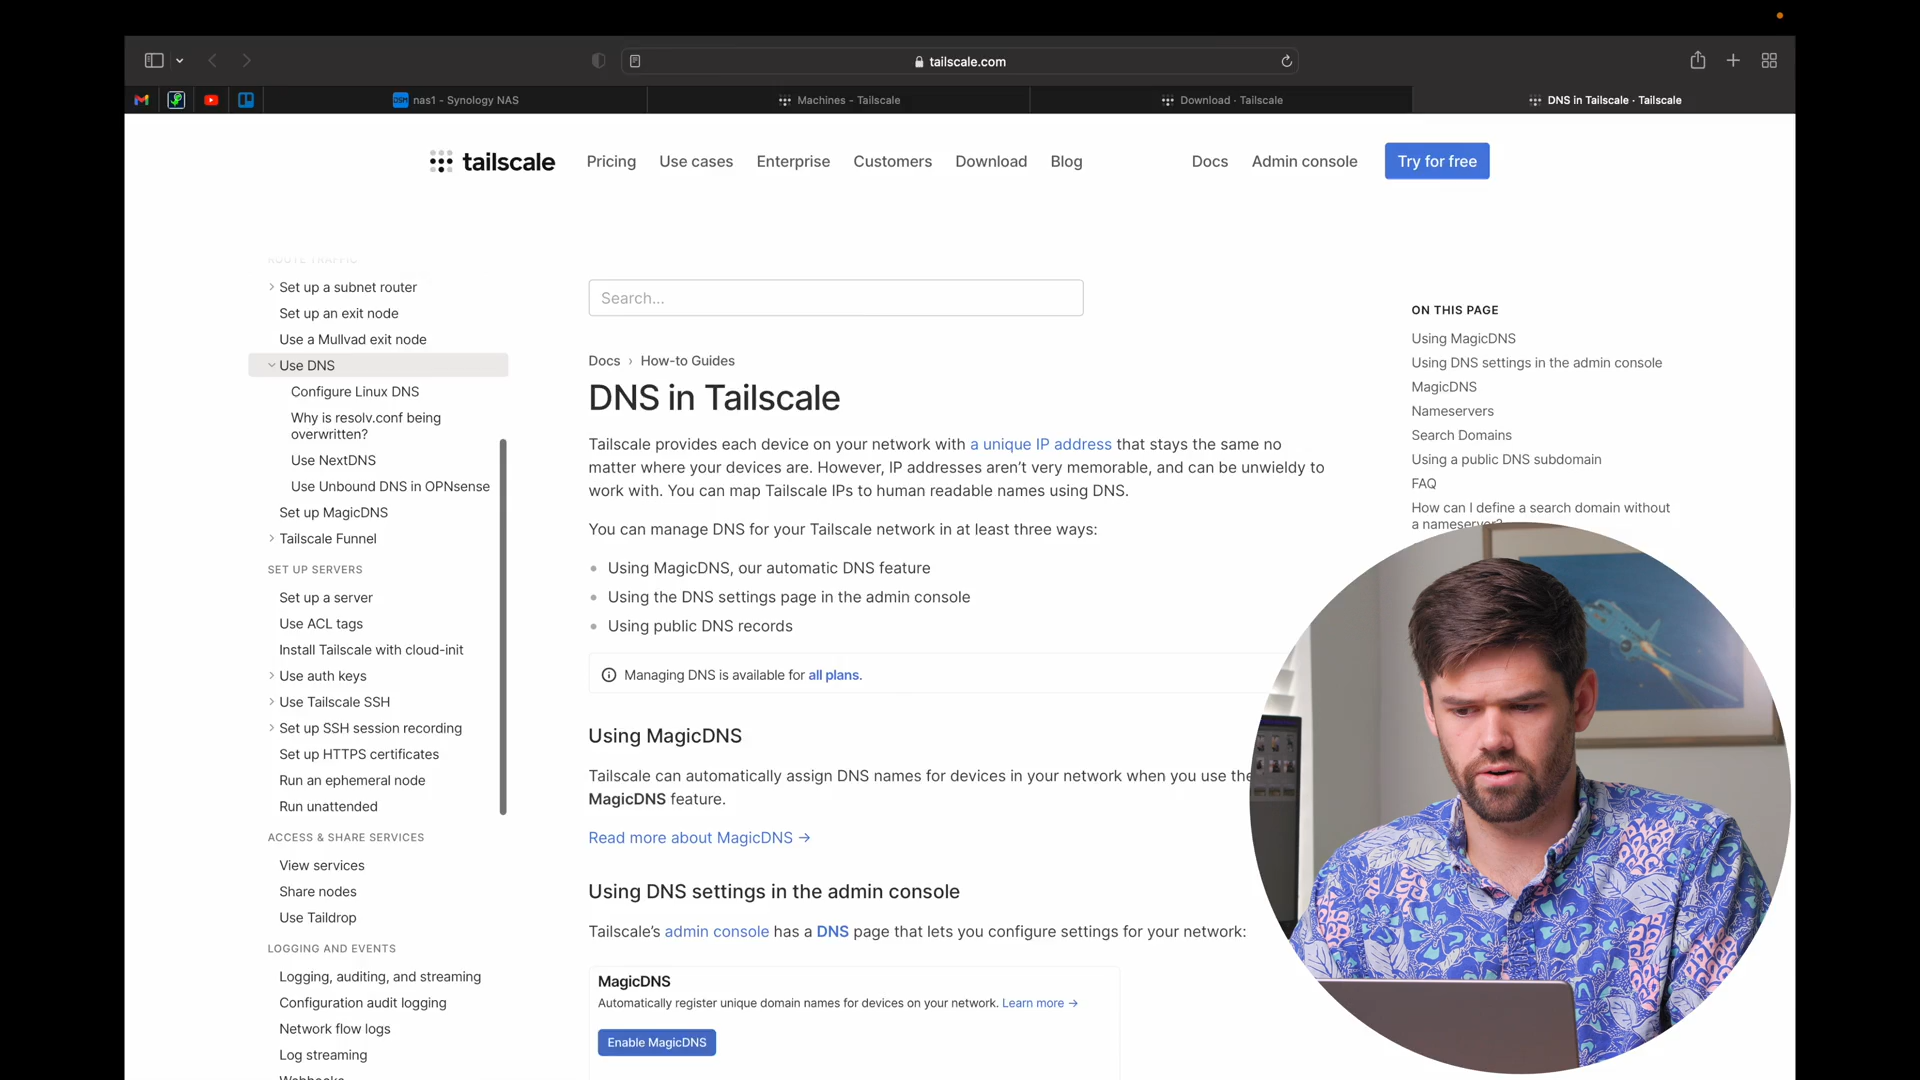 tailscale.com
nas1 - Synology NAS
Machines - Tailscale
Download · Tailscale
DNS in Tailscale · Tailscale
tailscale
Pricing
Use cases
Enterprise
Customers
Download
Blog
Docs
Admin console
Try for free
ROUTE TRAFFIC
Set up a subnet router
Set up an exit node
Use a Mullvad exit node
Use DNS
Configure Linux DNS
Why is resolv.conf being
overwritten?
Use NextDNS
Use Unbound DNS in OPNsense
Set up MagicDNS
Tailscale Funnel
SET UP SERVERS
Set up a server
Use ACL tags
Install Tailscale with cloud-init
Use auth keys
Use Tailscale SSH
Set up SSH session recording
Set up HTTPS certificates
Run an ephemeral node
Run unattended
ACCESS & SHARE SERVICES
View services
Share nodes
Use Taildrop
LOGGING AND EVENTS
Logging, auditing, and streaming
Configuration audit logging
Network flow logs
Log streaming
Webhooks
Search...
Docs › How-to Guides
DNS in Tailscale
Tailscale provides each device on your network with a unique IP address that stays the same no
matter where your devices are. However, IP addresses aren't very memorable, and can be unwieldy to
work with. You can map Tailscale IPs to human readable names using DNS.
You can manage DNS for your Tailscale network in at least three ways:
• Using MagicDNS, our automatic DNS feature
• Using the DNS settings page in the admin console
• Using public DNS records
Managing DNS is available for all plans.
Using MagicDNS
Tailscale can automatically assign DNS names for devices in your network when you use the
MagicDNS feature.
Read more about MagicDNS →
Using DNS settings in the admin console
Tailscale's admin console has a DNS page that lets you configure settings for your network:
MagicDNS
Automatically register unique domain names for devices on your network. Learn more →
Enable MagicDNS
ON THIS PAGE
Using MagicDNS
Using DNS settings in the admin console
MagicDNS
Nameservers
Search Domains
Using a public DNS subdomain
FAQ
How can I define a search domain without
a nameserver?